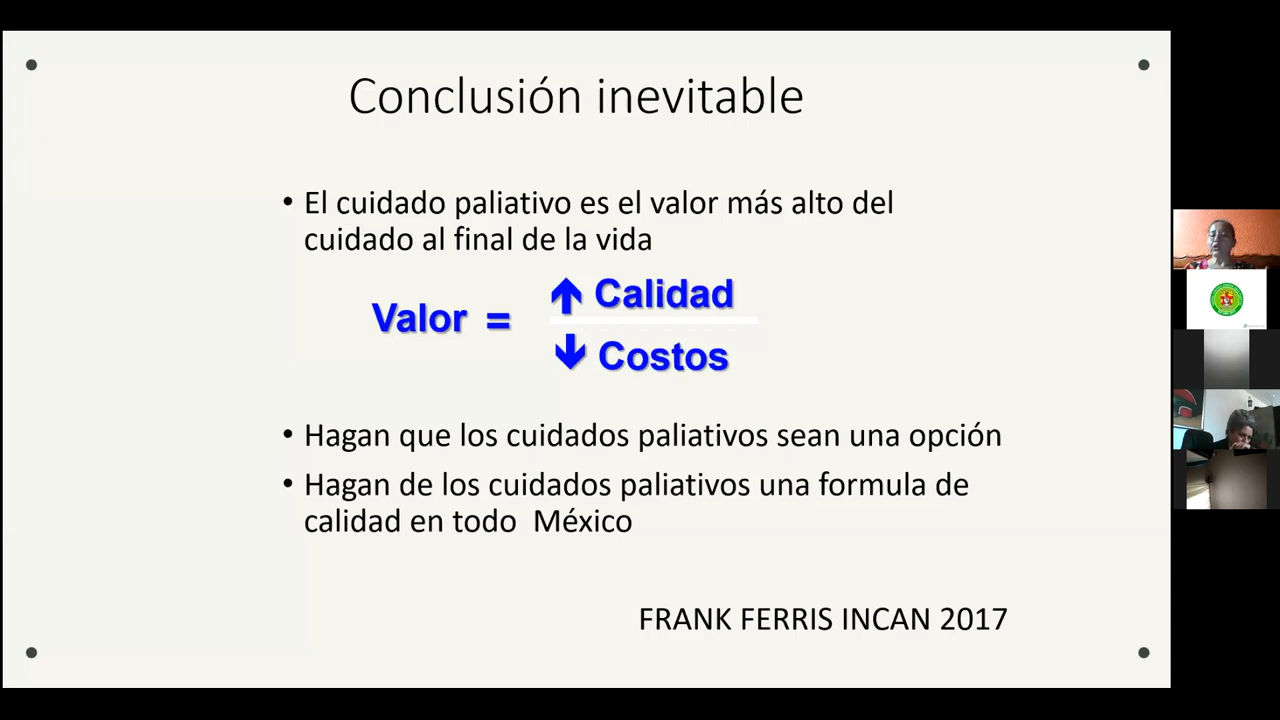 Conclusión inevitable
• El cuidado paliativo es el valor más alto del
cuidado al final de la vida
Valor = ↑ Calidad
↓ Costos
• Hagan que los cuidados paliativos sean una opción
• Hagan de los cuidados paliativos una formula de
calidad en todo México
FRANK FERRIS INCAN 2017